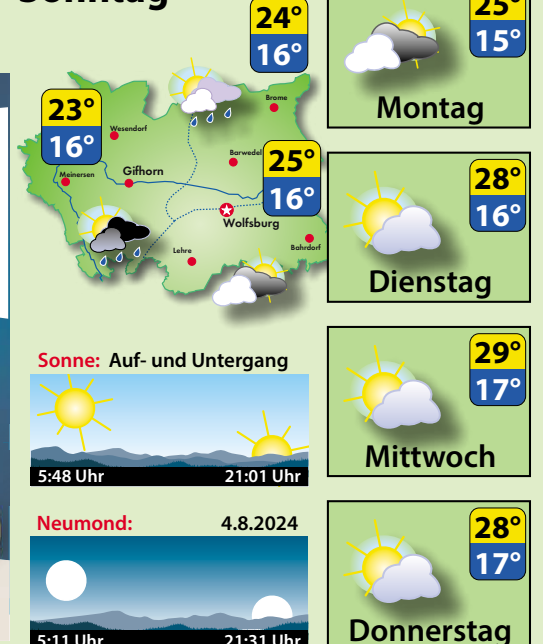 Sonntag
24°
16°
23°
16°
25°
16°
Brome
Wesendorf
Barwedel
Meinersen
Gifhorn
Wolfsburg
Lehre
Bahrdorf
Sonne: Auf- und Untergang
5:48 Uhr 21:01 Uhr
Neumond: 4.8.2024
5:11 Uhr 21:31 Uhr
25°
15°
Montag
28°
16°
Dienstag
29°
17°
Mittwoch
28°
17°
Donnerstag